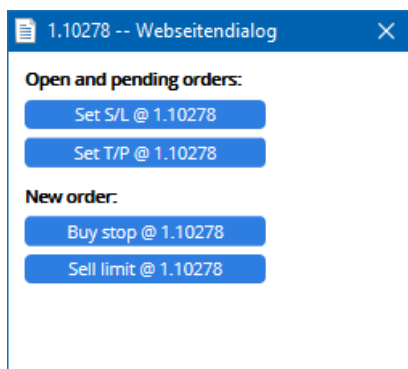 1.10278 -- Webseitendialog
Open and pending orders:
Set S/L @ 1.10278
Set T/P @ 1.10278
New order:
Buy stop @ 1.10278
Sell limit @ 1.10278